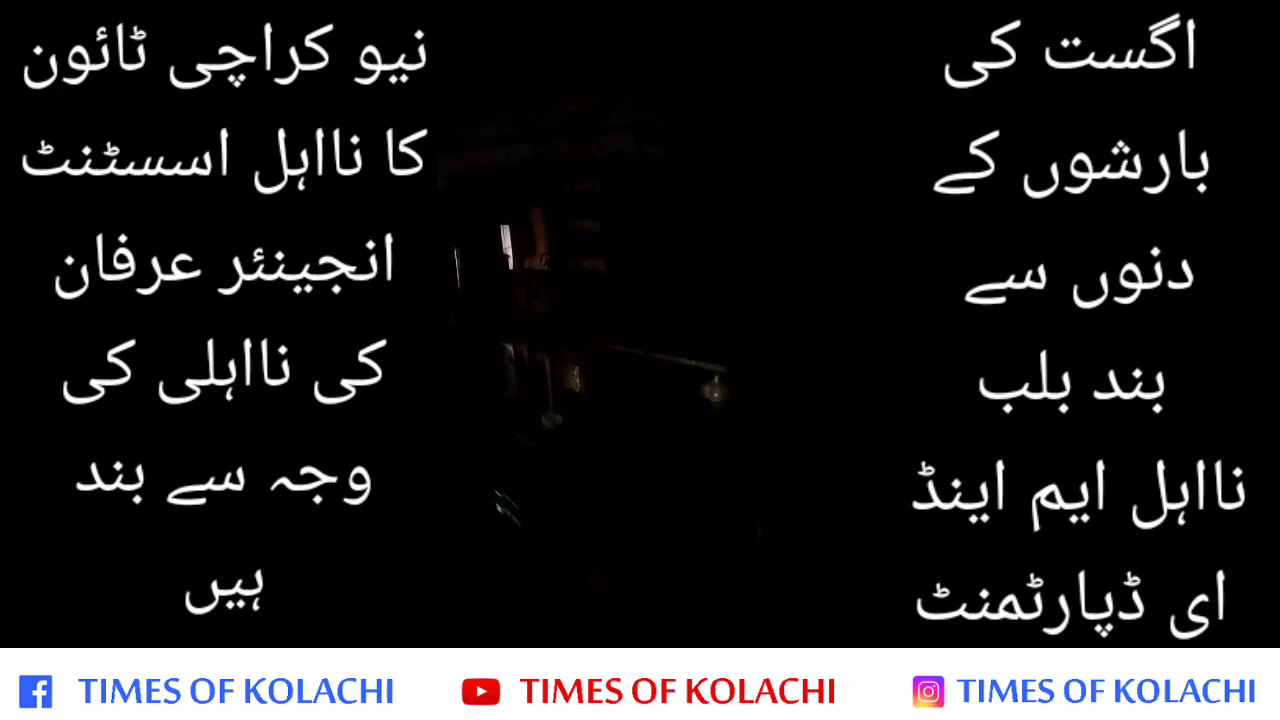 اگست کی
بارشوں کے
دنوں سے
بند بلب
نااہل ایم اینڈ
ای ڈپارٹمنٹ
نیو کراچی ٹائون
کا نااہل اسسٹنٹ
انجینئر عرفان
کی نااہلی کی
وجہ سے بند
ہیں
TIMES OF KOLACHI
TIMES OF KOLACHI
TIMES OF KOLACHI